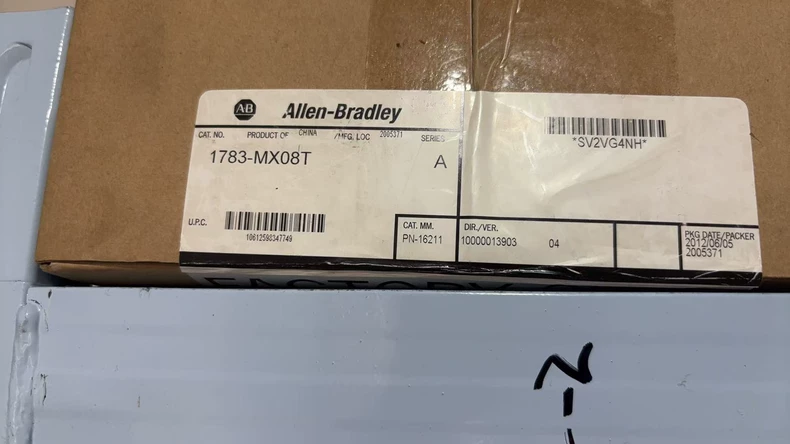 AB Allen-Bradley
CAT. NO. PRODUCT OF CHINA /MFG. LOC 2005371 SERIES
1783-MX08T A
*SV2VG4NH*
U.P.C.
10612598347749
CAT. MM. DIR./VER. PKG DATE/PACKER
PN-16211 10000013903 04 2012/06/05
2005371